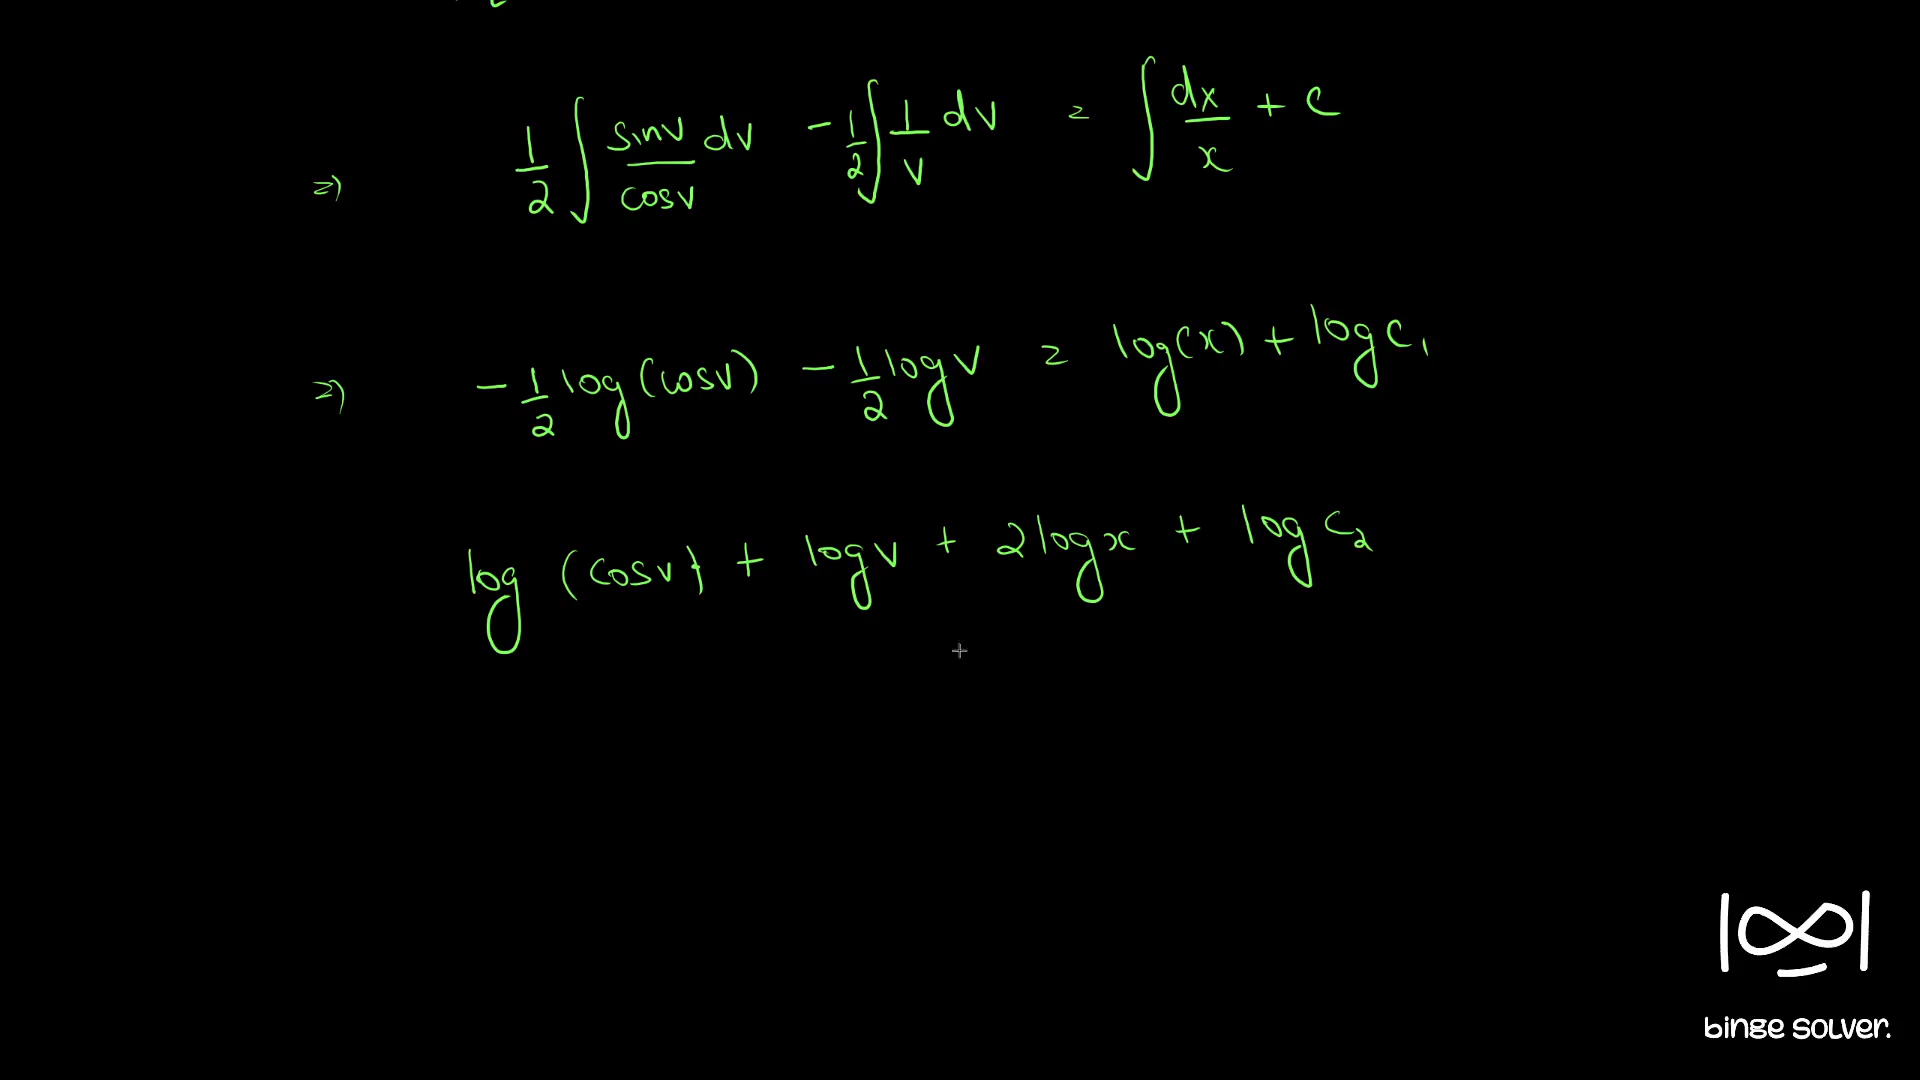 =) 1/2 ∫ sinv/cosv dv - 1/2 ∫ 1/v dv = ∫ dx/x + c
=) - 1/2 log (cosv) - 1/2 log v = log(x) + log c₁
log (cosv) + log v + 2 log x + log c₂
binge solver.